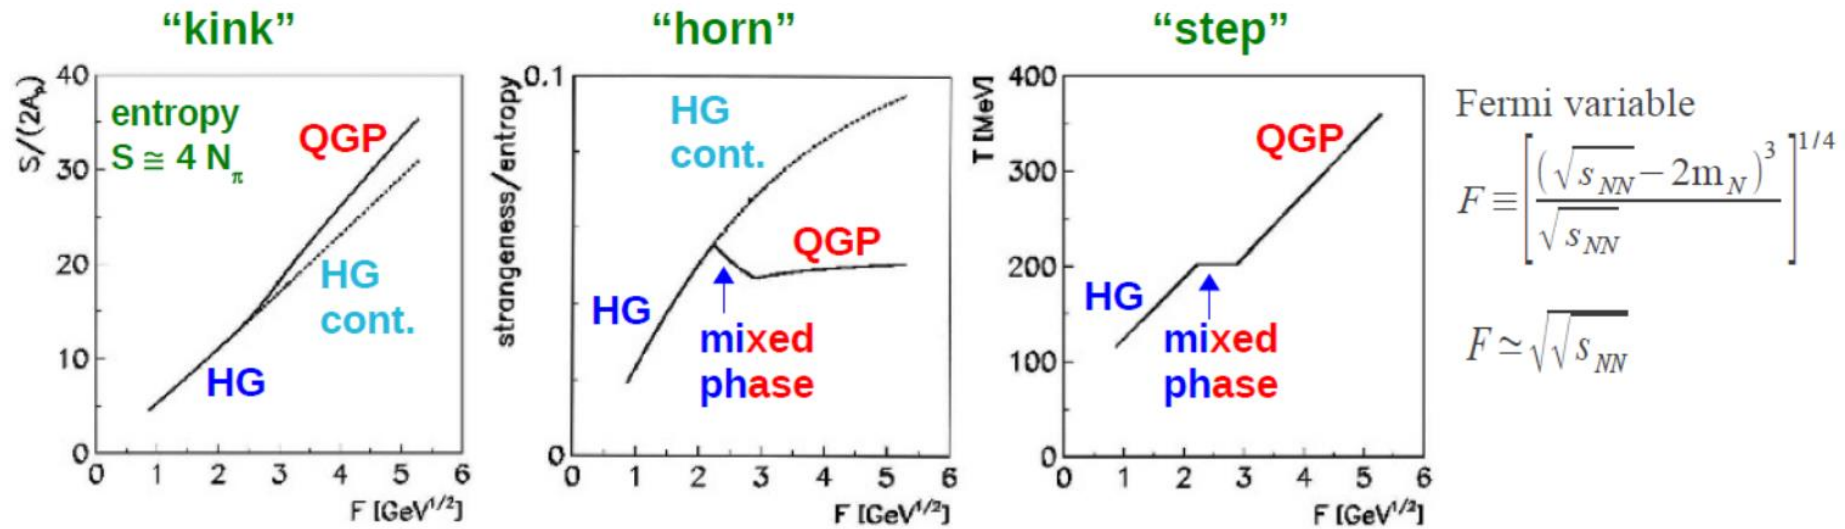 “kink”
“horn”
“step”
S/(2Aₚ)
40
30
20
10
0
entropy
S ≅ 4 N_π
QGP
HG
cont.
HG
0 1 2 3 4 5 6
F [GeV^1/2]
strangeness/entropy
0.1
0
HG
cont.
QGP
HG
mixed
phase
0 1 2 3 4 5 6
F [GeV^1/2]
T [MeV]
400
300
200
100
0
QGP
HG
mixed
phase
0 1 2 3 4 5 6
F [GeV^1/2]
Fermi variable
F ≡ [ (√s_NN − 2m_N)^3 / √s_NN ]^1/4
F ≃ √√s_NN